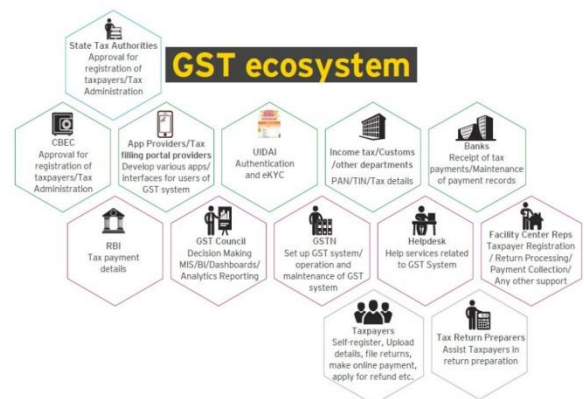 State Tax Authorities
Approval for
registration of
taxpayers/Tax
Administration
GST ecosystem
CBEC
Approval for
registration of
taxpayers/Tax
Administration
App Providers/Tax
filling portal providers
Develop various apps/
interfaces for users of
GST system
UIDAI
Authentication
and eKYC
Income tax/Customs
/other departments
PAN/TIN/Tax details
Banks
Receipt of tax
payments/Maintenance
of payment records
RBI
Tax payment
details
GST Council
Decision Making
MIS/BI/Dashboards/
Analytics Reporting
GSTN
Set up GST system/
operation and
maintenance of GST
system
Helpdesk
Help services related
to GST System
Facility Center Reps
Taxpayer Registration
/ Return Processing/
Payment Collection/
Any other support
Taxpayers
Self-register, Upload
details, file returns,
make online payment,
apply for refund etc.
Tax Return Preparers
Assist Taxpayers in
return preparation